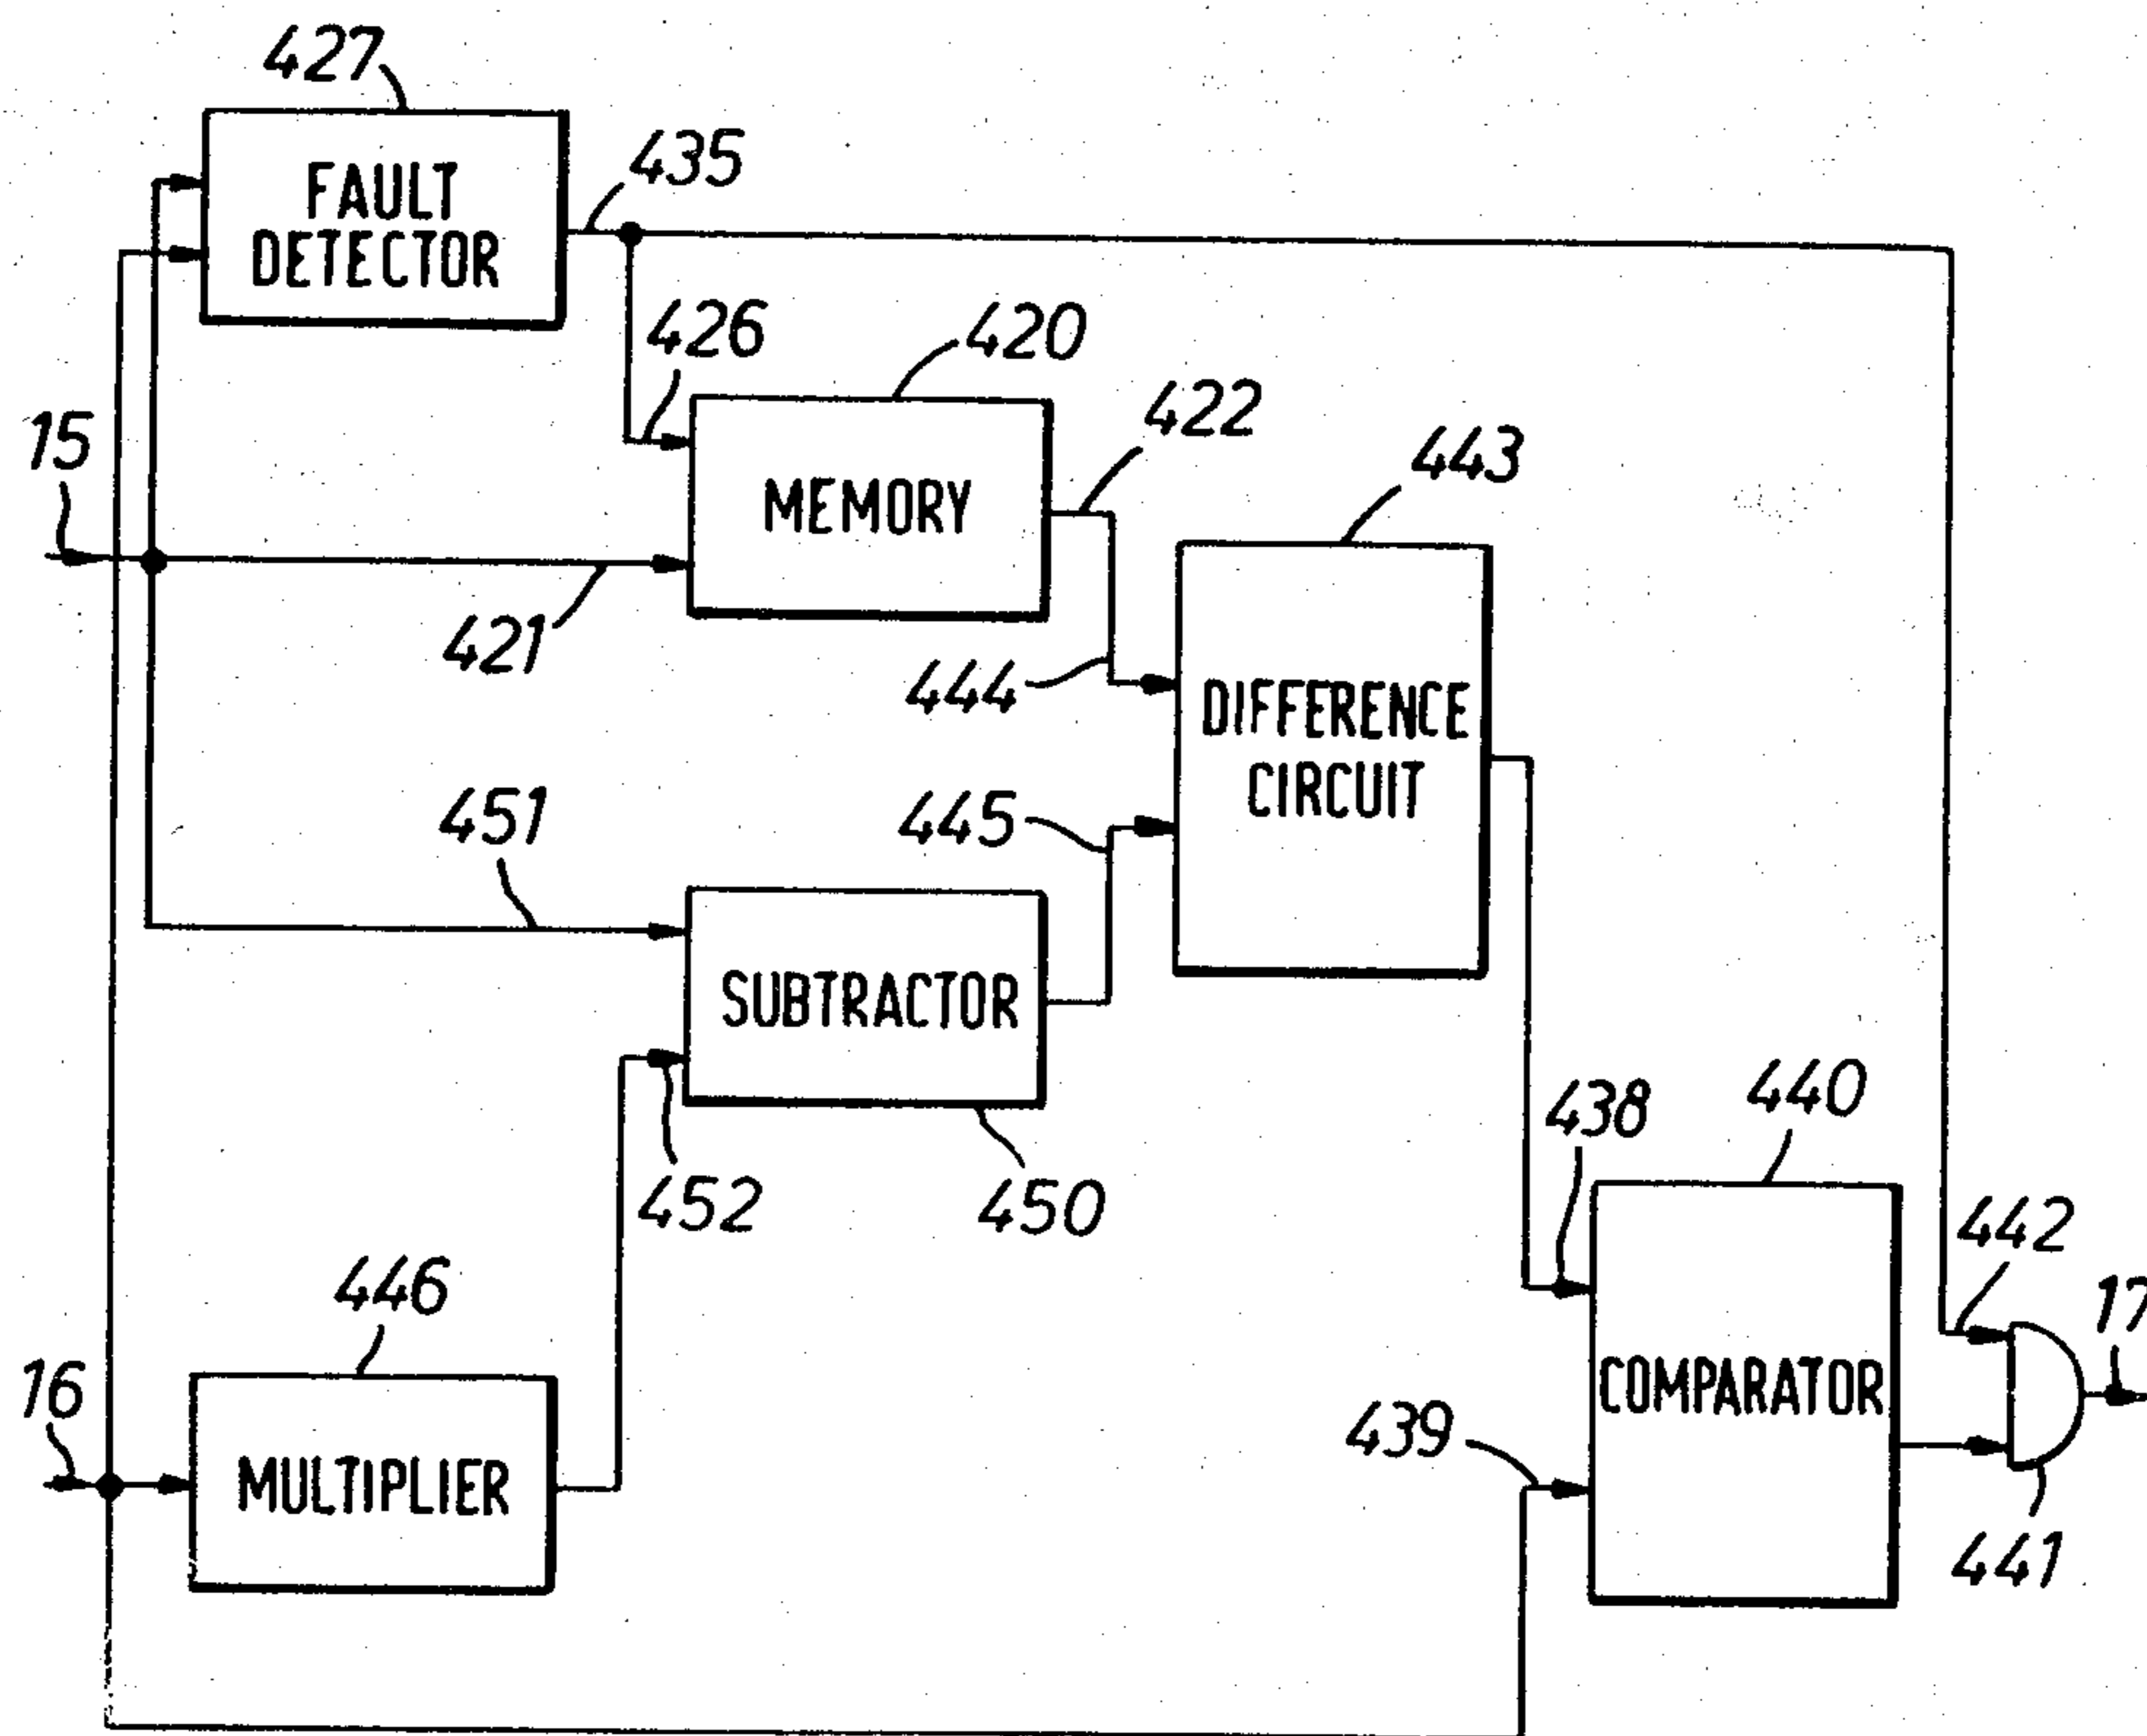 427
FAULT
DETECTOR
435
426
420
422
15
MEMORY
443
421
444
DIFFERENCE
CIRCUIT
451
445
SUBTRACTOR
438
440
452
450
442
446
17
16
COMPARATOR
439
MULTIPLIER
441